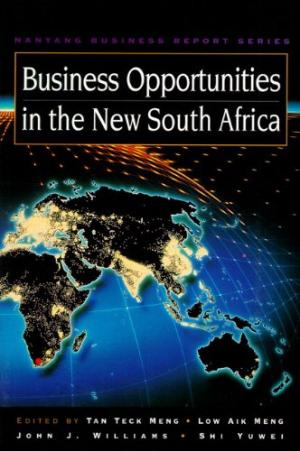 NANYANG BUSINESS REPORT SERIES
Business Opportunities
in the New South Africa
EDITED BY TAN TECK MENG • LOW AIK MENG
JOHN J. WILLIAMS • SHI YUWEI